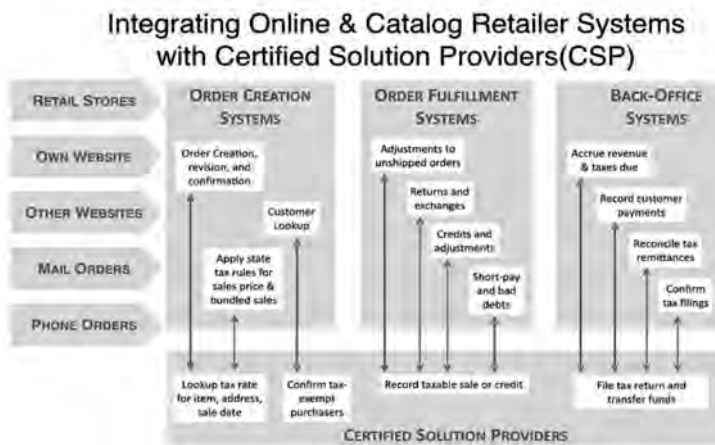 Integrating Online & Catalog Retailer Systems
with Certified Solution Providers(CSP)
RETAIL STORES
OWN WEBSITE
OTHER WEBSITES
MAIL ORDERS
PHONE ORDERS
ORDER CREATION
SYSTEMS
Order Creation,
revision, and
confirmation
Customer
Lookup
Apply state
tax rules for
sales price &
bundled sales
ORDER FULFILLMENT
SYSTEMS
Adjustments to
unshipped orders
Returns and
exchanges
Credits and
adjustments
Short-pay
and bad
debts
BACK-OFFICE
SYSTEMS
Accrue revenue
& taxes due
Record customer
payments
Reconcile tax
remittances
Confirm
tax filings
Lookup tax rate
for item, address,
sale date
Confirm tax-
exempt
purchasers
Record taxable sale or credit
File tax return and
transfer funds
CERTIFIED SOLUTION PROVIDERS